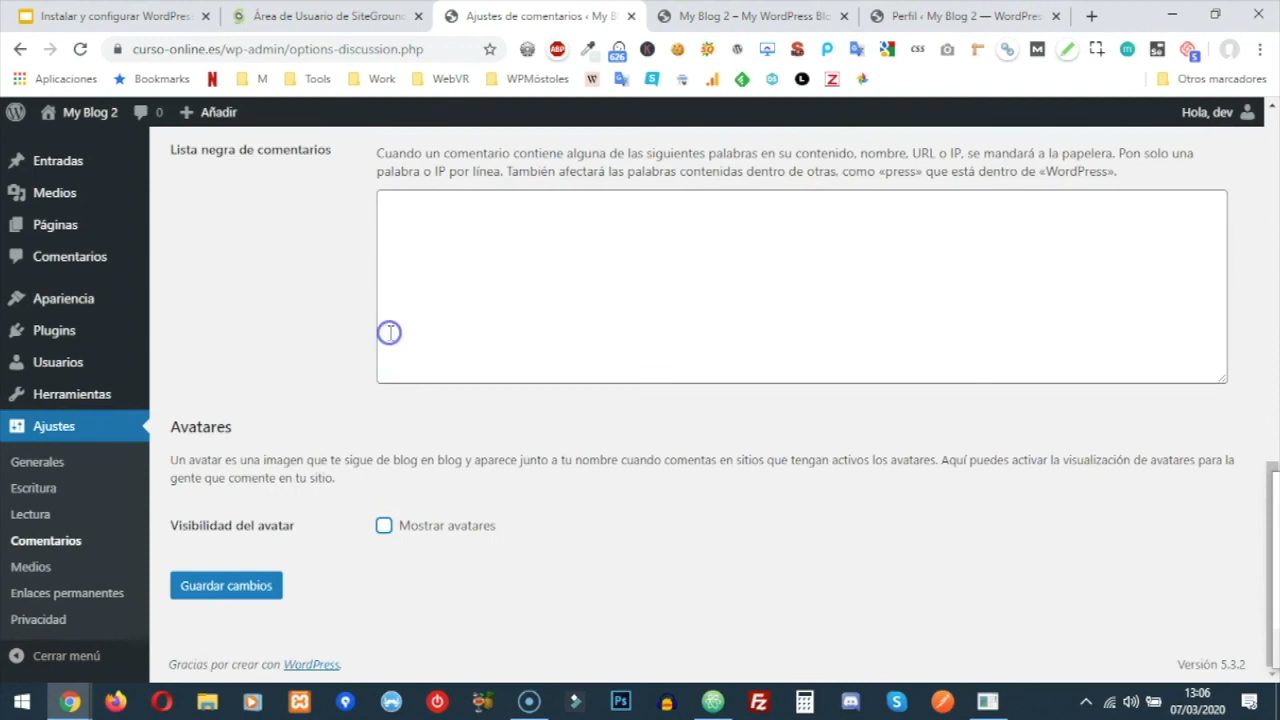 Instalar y configurar WordPres
Área de Usuario de SiteGround
Ajustes de comentarios ‹ My B
My Blog 2 – My WordPress Blo
Perfil ‹ My Blog 2 — WordPres
curso-online.es/wp-admin/options-discussion.php
Aplicaciones
Bookmarks
M
Tools
Work
WebVR
WPMóstoles
Otros marcadores
My Blog 2
0
Añadir
Hola, dev
Entradas
Medios
Páginas
Comentarios
Apariencia
Plugins
Usuarios
Herramientas
Ajustes
Generales
Escritura
Lectura
Comentarios
Medios
Enlaces permanentes
Privacidad
Cerrar menú
Lista negra de comentarios
Cuando un comentario contiene alguna de las siguientes palabras en su contenido, nombre, URL o IP, se mandará a la papelera. Pon solo una
palabra o IP por línea. También afectará las palabras contenidas dentro de otras, como «press» que está dentro de «WordPress».
Avatares
Un avatar es una imagen que te sigue de blog en blog y aparece junto a tu nombre cuando comentas en sitios que tengan activos los avatares. Aquí puedes activar la visualización de avatares para la
gente que comente en tu sitio.
Visibilidad del avatar
Mostrar avatares
Guardar cambios
Gracias por crear con WordPress.
Versión 5.3.2
13:06
07/03/2020